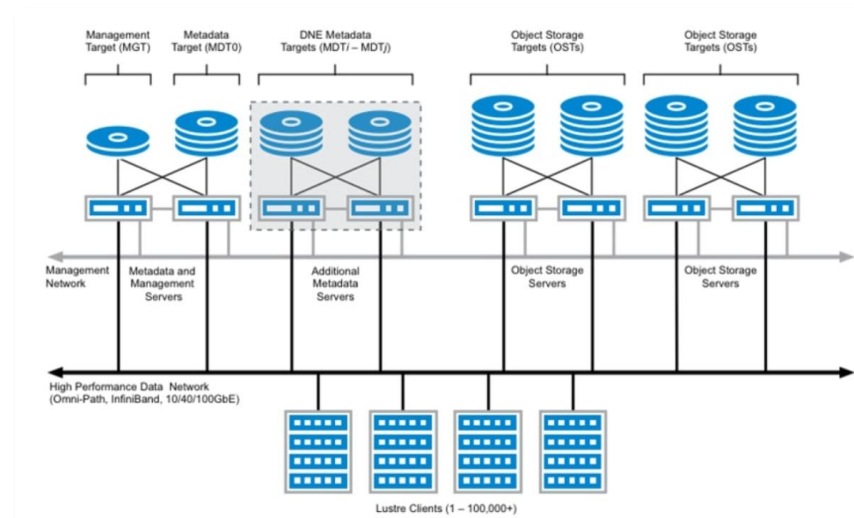 Management
Target (MGT)
Metadata
Target (MDT0)
DNE Metadata
Targets (MDTi – MDTj)
Object Storage
Targets (OSTs)
Object Storage
Targets (OSTs)
Management
Network
Metadata and
Management
Servers
Additional
Metadata
Servers
Object Storage
Servers
Object Storage
Servers
High Performance Data Network
(Omni-Path, InfiniBand, 10/40/100GbE)
Lustre Clients (1 – 100,000+)